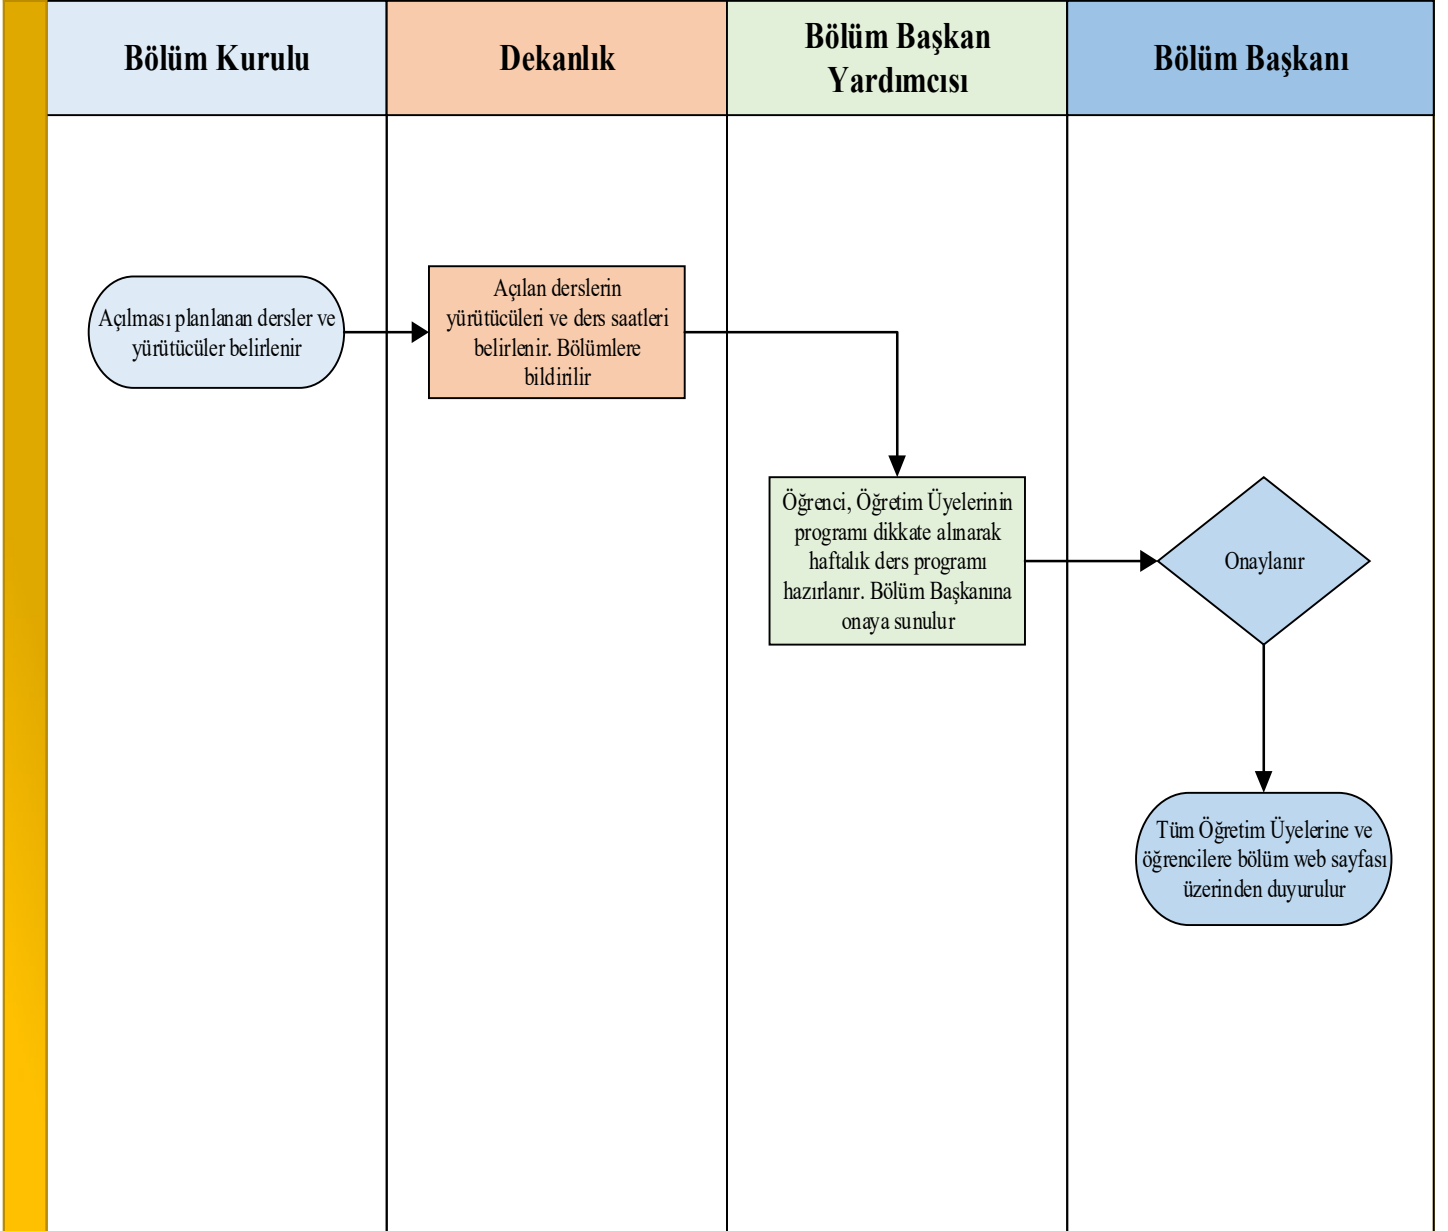 Bölüm Kurulu
Dekanlık
Bölüm Başkan
Yardımcısı
Bölüm Başkanı
Açılması planlanan dersler ve
yürütücüler belirlenir
Açılan derslerin
yürütücüleri ve ders saatleri
belirlenir. Bölümlere
bildirilir
Öğrenci, Öğretim Üyelerinin
programı dikkate alınarak
haftalık ders programı
hazırlanır. Bölüm Başkanına
onaya sunulur
Onaylanır
Tüm Öğretim Üyelerine ve
öğrencilere bölüm web sayfası
üzerinden duyurulur